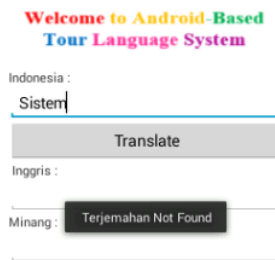 Welcome to Android-Based
Tour Language System
Indonesia :
Sistem
Translate
Inggris :
Minang :
Terjemahan Not Found